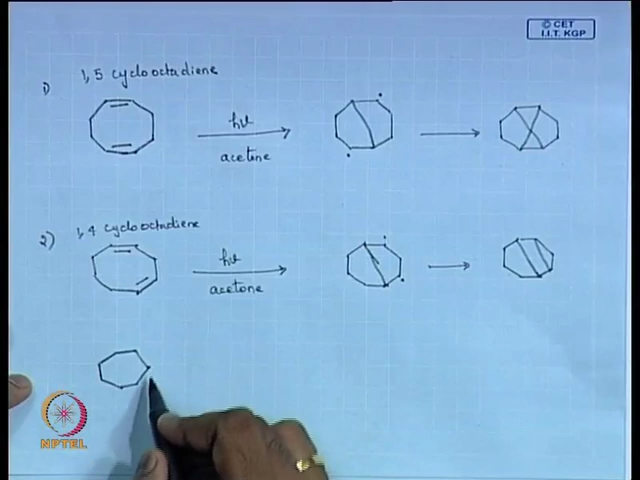 © CET
I.I.T. KGP
1) 1,5 cyclooctadiene
hν
acetone
2) 1,4 cyclooctadiene
hν
acetone
NPTEL